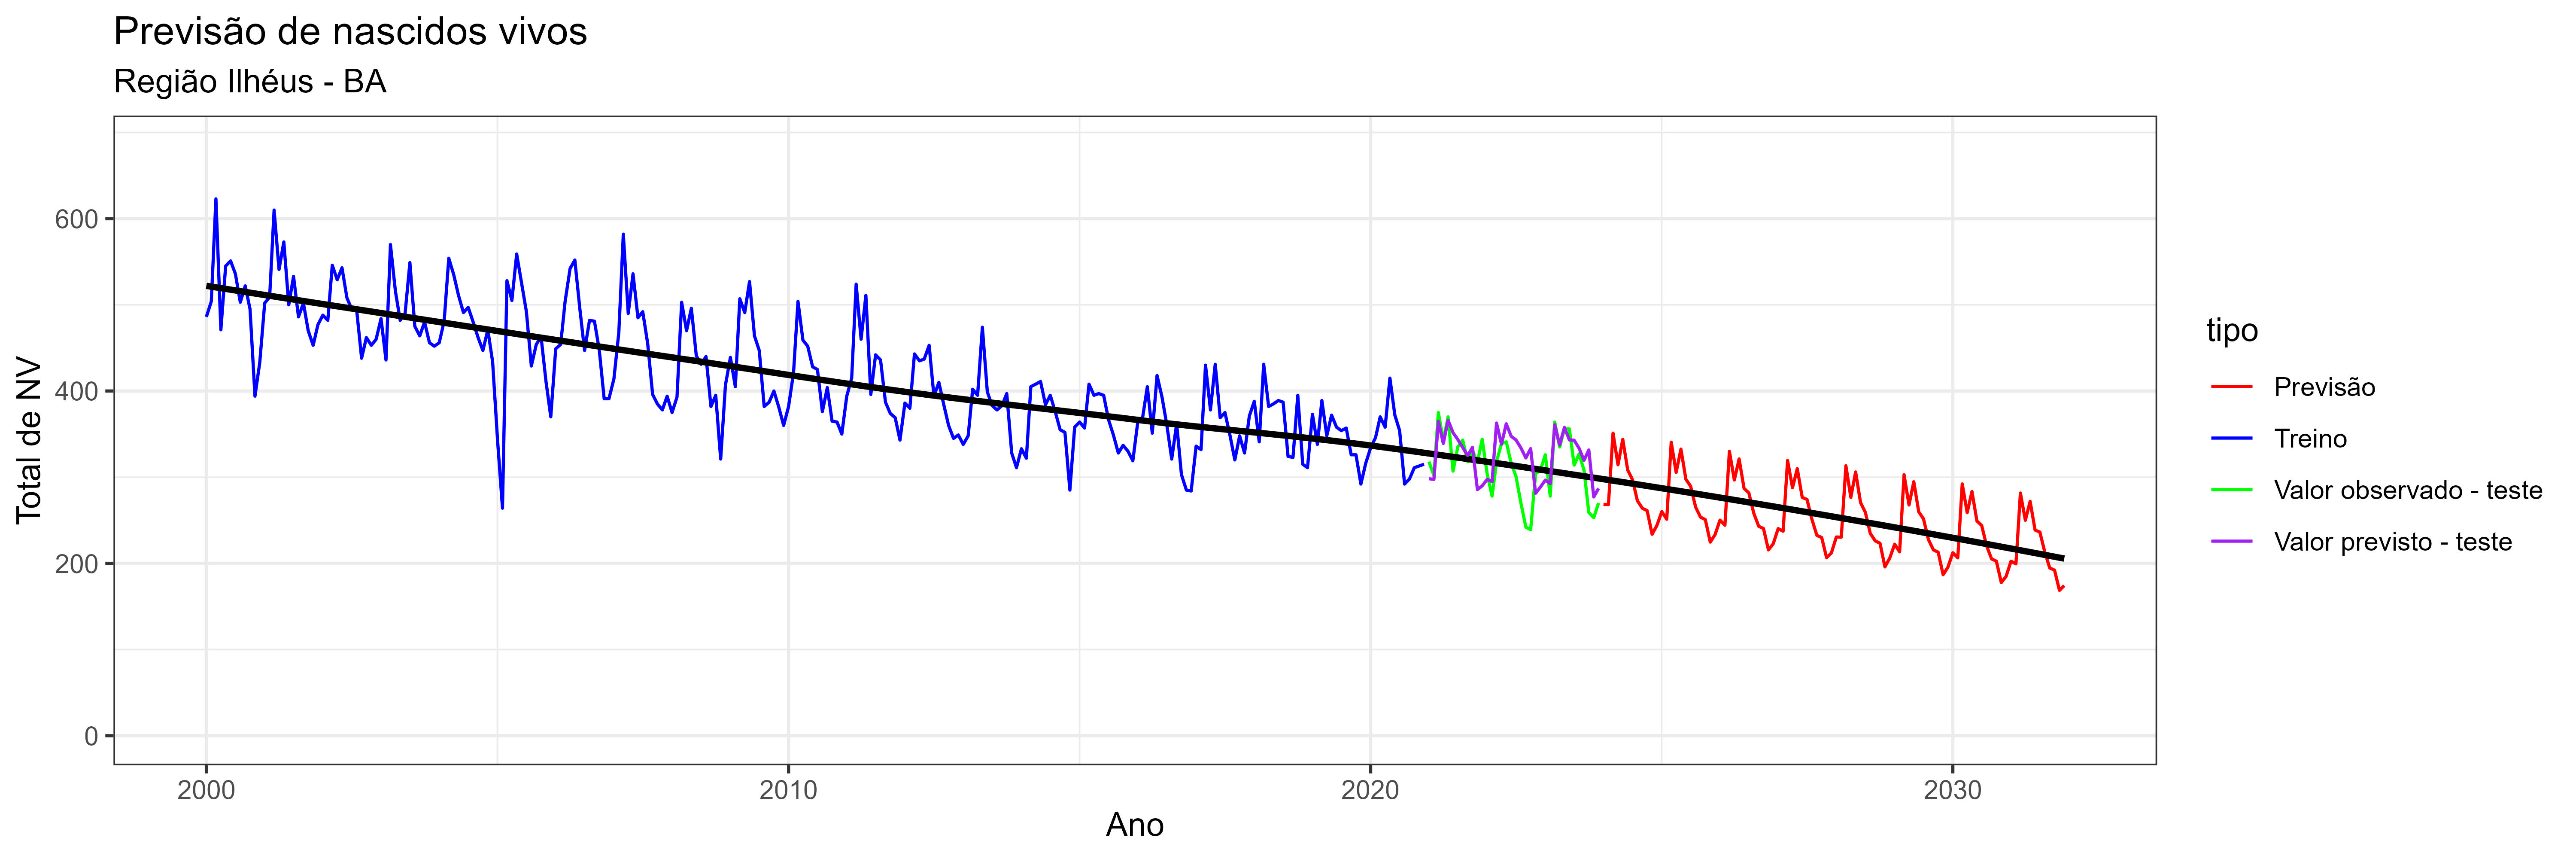 Previsão de nascidos vivos
Região Ilhéus - BA
Total de NV
600
400
200
0
2000
2010
2020
2030
Ano
tipo
Previsão
Treino
Valor observado - teste
Valor previsto - teste